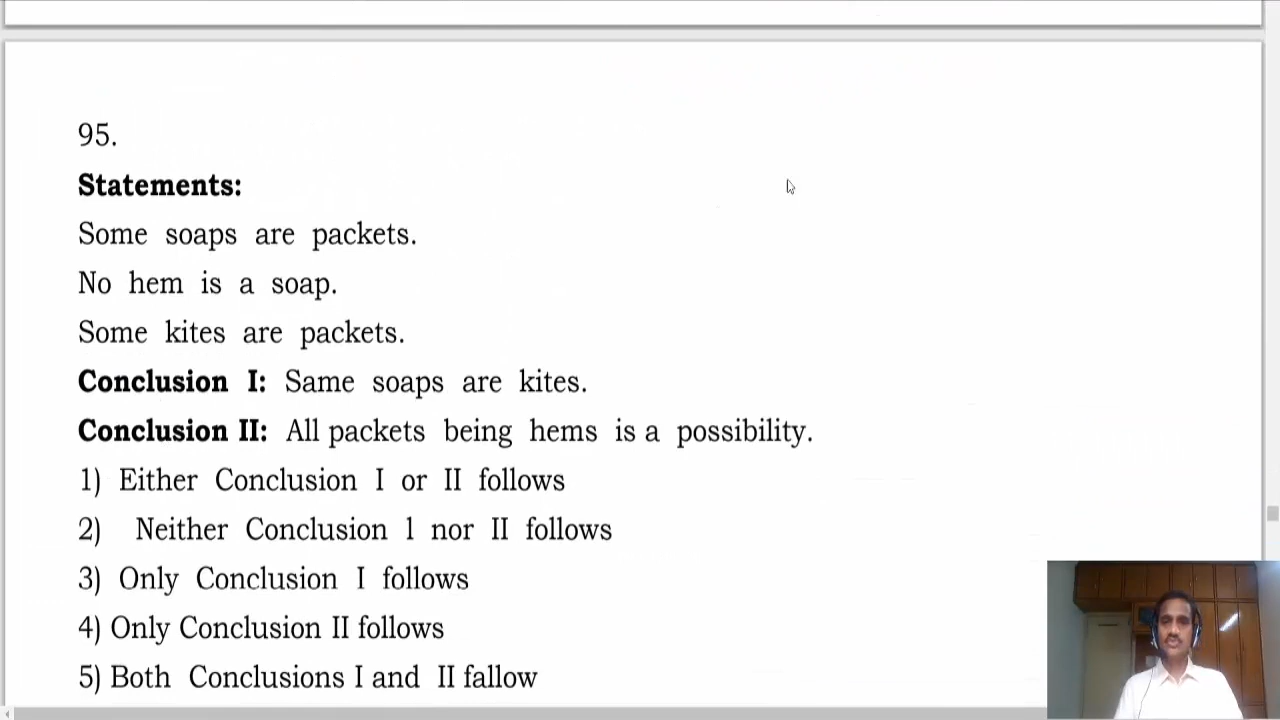 95.
Statements:
Some soaps are packets.
No hem is a soap.
Some kites are packets.
Conclusion I: Same soaps are kites.
Conclusion II: All packets being hems is a possibility.
1) Either Conclusion I or II follows
2) Neither Conclusion 1 nor II follows
3) Only Conclusion I follows
4) Only Conclusion II follows
5) Both Conclusions I and II fallow